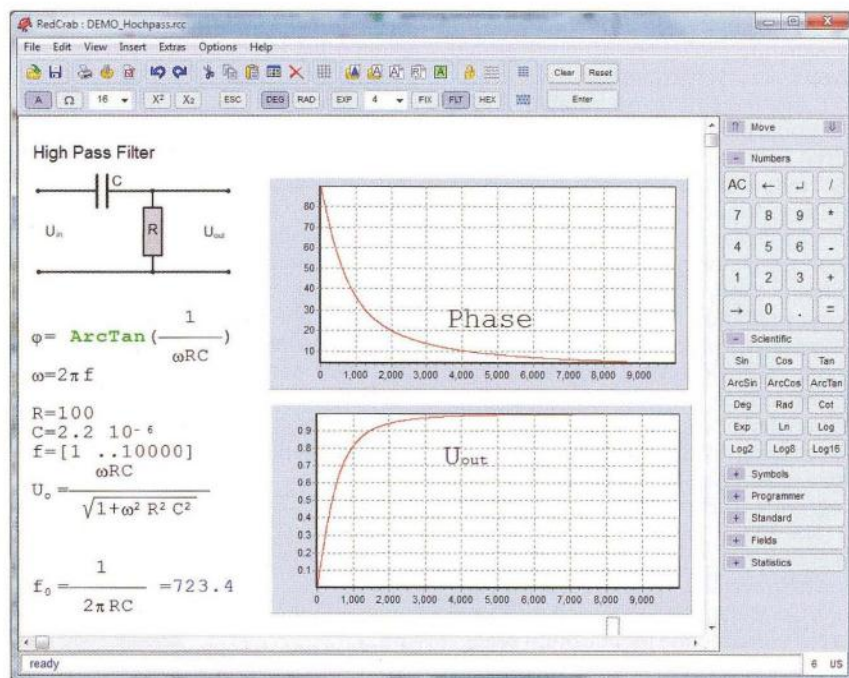 RedCrab : DEMO_Hochpass.rcc
File Edit View Insert Extras Options Help
Clear Reset
A Ω 16 X² X₂ ESC DEG RAD EXP 4 FIX FLT HEX Enter
High Pass Filter
C
U_in R U_out
φ= ArcTan(1/ωRC)
ω=2πf
R=100
C=2.2 10⁻⁶
f=[1 ..10000]
U_o=ωRC/√1+ω² R² C²
f₀=1/2πRC =723.4
80
70
60
50
40
30
20
10
Phase
0 1,000 2,000 3,000 4,000 5,000 6,000 7,000 8,000 9,000
0.9
0.8
0.7
0.6
0.5
0.4
0.3
0.2
0.1
Uout
0 1,000 2,000 3,000 4,000 5,000 6,000 7,000 8,000 9,000
Move
- Numbers
AC ← ↵ /
7 8 9 *
4 5 6 -
1 2 3 +
→ 0 . =
- Scientific
Sin Cos Tan
ArcSin ArcCos ArcTan
Deg Rad Cot
Exp Ln Log
Log2 Log8 Log16
+ Symbols
+ Programmer
+ Standard
+ Fields
+ Statistics
ready
6 US